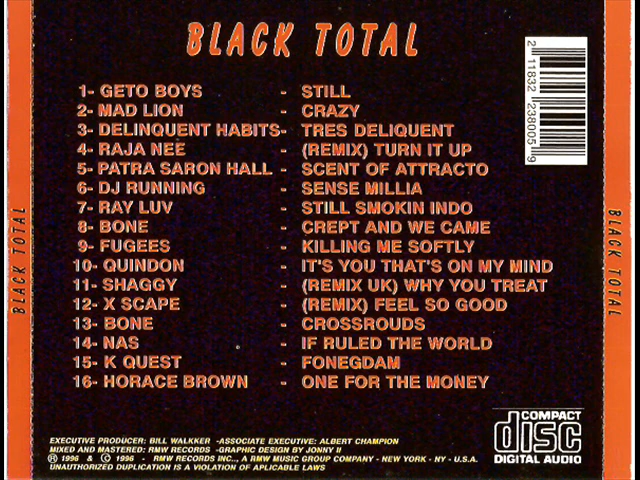 BLACK TOTAL
1- GETO BOYS - STILL
2- MAD LION - CRAZY
3- DELINQUENT HABITS- TRES DELIQUENT
4- RAJA NEE - (REMIX) TURN IT UP
5- PATRA SARON HALL - SCENT OF ATTRACTO
6- DJ RUNNING - SENSE MILLIA
7- RAY LUV - STILL SMOKIN INDO
8- BONE - CREPT AND WE CAME
9- FUGEES - KILLING ME SOFTLY
10- QUINDON - IT'S YOU THAT'S ON MY MIND
11- SHAGGY - (REMIX UK) WHY YOU TREAT
12- X SCAPE - (REMIX) FEEL SO GOOD
13- BONE - CROSSROUDS
14- NAS - IF RULED THE WORLD
15- K QUEST - FONEGDAM
16- HORACE BROWN - ONE FOR THE MONEY
2 11832 238005 9
BLACK TOTAL
BLACK TOTAL
EXECUTIVE PRODUCER: BILL WALKKER -ASSOCIATE EXECUTIVE: ALBERT CHAMPION
MIXED AND MASTERED: RMW RECORDS -GRAPHIC DESIGN BY JONNY II
℗ 1996 & © 1996 - RMW RECORDS INC.., A RMW MUSIC GROUP COMPANY - NEW YORK - NY - U.S.A.
UNAUTHORIZED DUPLICATION IS A VIOLATION OF APLICABLE LAWS
COMPACT
disc
DIGITAL AUDIO